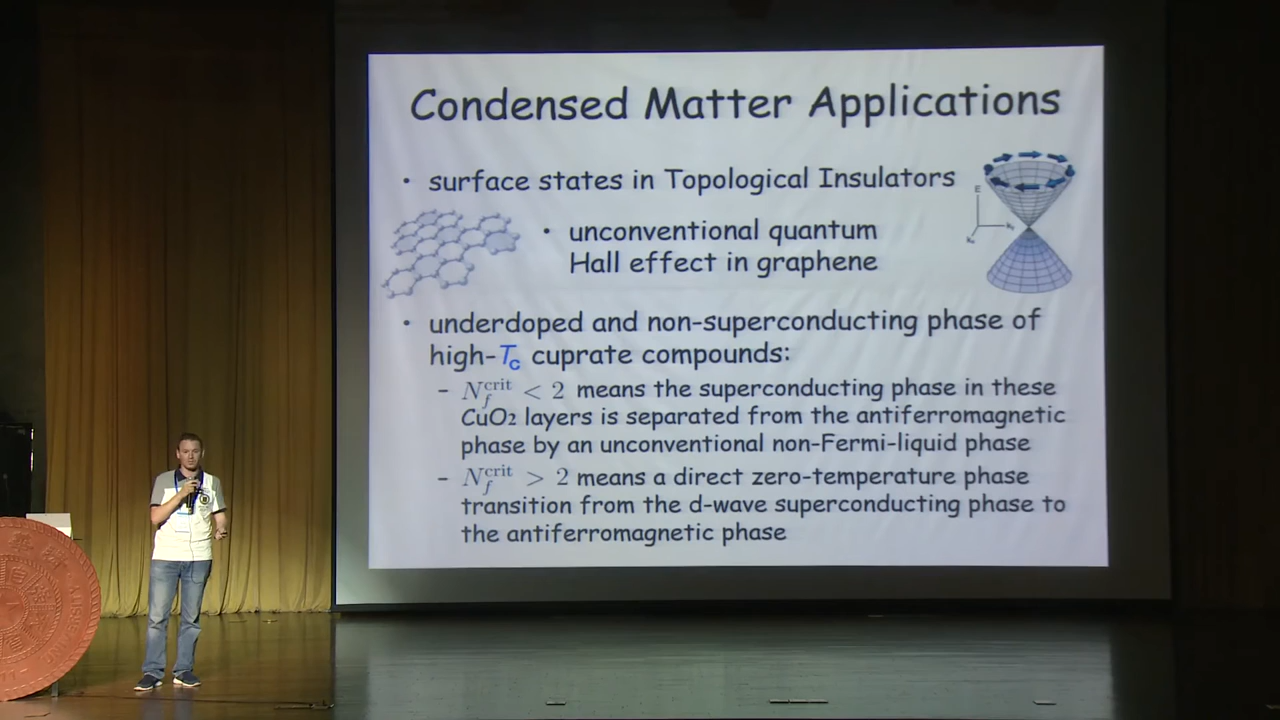 Condensed Matter Applications
• surface states in Topological Insulators
E
• unconventional quantum
Hall effect in graphene
• underdoped and non-superconducting phase of
high-Tc cuprate compounds:
– N_f^crit < 2 means the superconducting phase in these
CuO2 layers is separated from the antiferromagnetic
phase by an unconventional non-Fermi-liquid phase
– N_f^crit > 2 means a direct zero-temperature phase
transition from the d-wave superconducting phase to
the antiferromagnetic phase